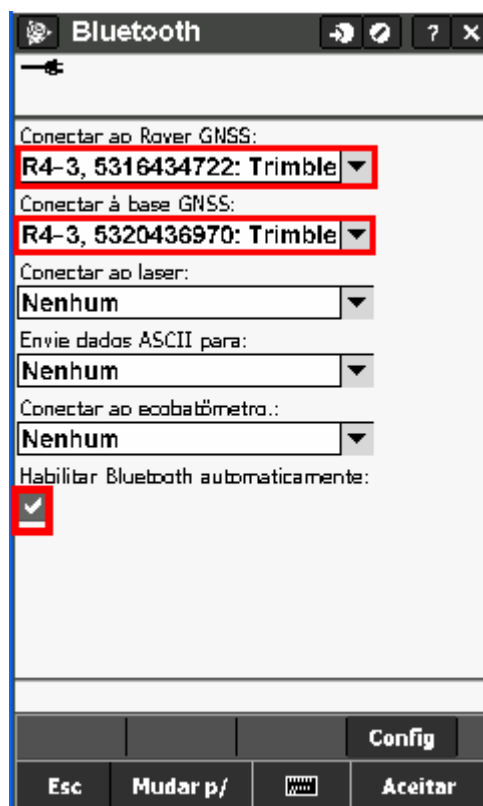 Bluetooth
?
Conectar ao Rover GNSS:
R4-3, 5316434722: Trimble
Conectar à base GNSS:
R4-3, 5320436970: Trimble
Conectar ao laser:
Nenhum
Envie dados ASCII para:
Nenhum
Conectar ao ecobatômetro.:
Nenhum
Habilitar Bluetooth automaticamente:
Config
Esc Mudar p/ Aceitar